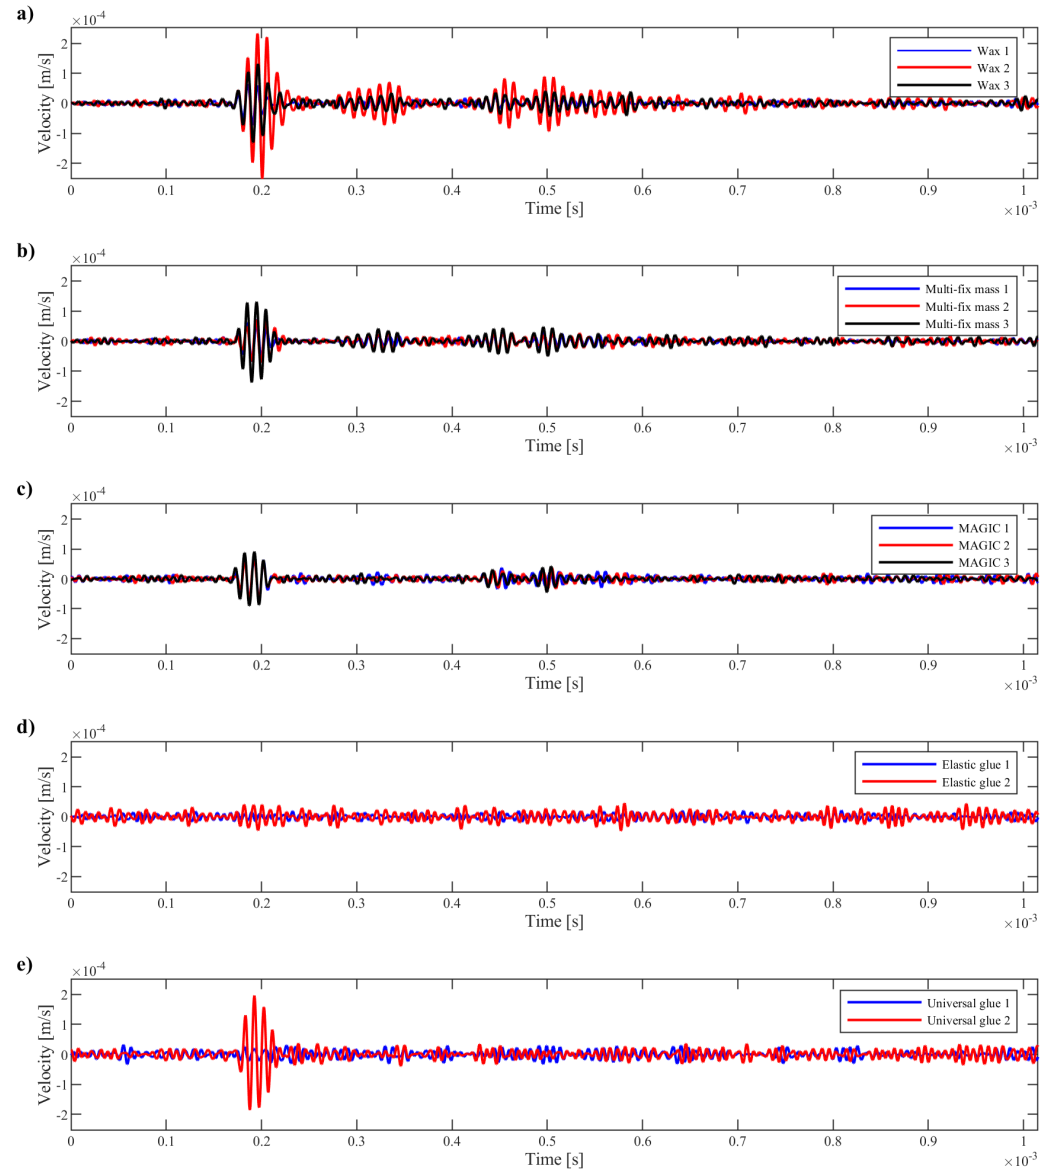 a)
×10⁻⁴
Velocity [m/s]
2
1
0
-1
-2
Wax 1
Wax 2
Wax 3
0 0.1 0.2 0.3 0.4 0.5 0.6 0.7 0.8 0.9 1
Time [s]
×10⁻³
b)
×10⁻⁴
Velocity [m/s]
2
1
0
-1
-2
Multi-fix mass 1
Multi-fix mass 2
Multi-fix mass 3
0 0.1 0.2 0.3 0.4 0.5 0.6 0.7 0.8 0.9 1
Time [s]
×10⁻³
c)
×10⁻⁴
Velocity [m/s]
2
1
0
-1
-2
MAGIC 1
MAGIC 2
MAGIC 3
0 0.1 0.2 0.3 0.4 0.5 0.6 0.7 0.8 0.9 1
Time [s]
×10⁻³
d)
×10⁻⁴
Velocity [m/s]
2
1
0
-1
-2
Elastic glue 1
Elastic glue 2
0 0.1 0.2 0.3 0.4 0.5 0.6 0.7 0.8 0.9 1
Time [s]
×10⁻³
e)
×10⁻⁴
Velocity [m/s]
2
1
0
-1
-2
Universal glue 1
Universal glue 2
0 0.1 0.2 0.3 0.4 0.5 0.6 0.7 0.8 0.9 1
Time [s]
×10⁻³